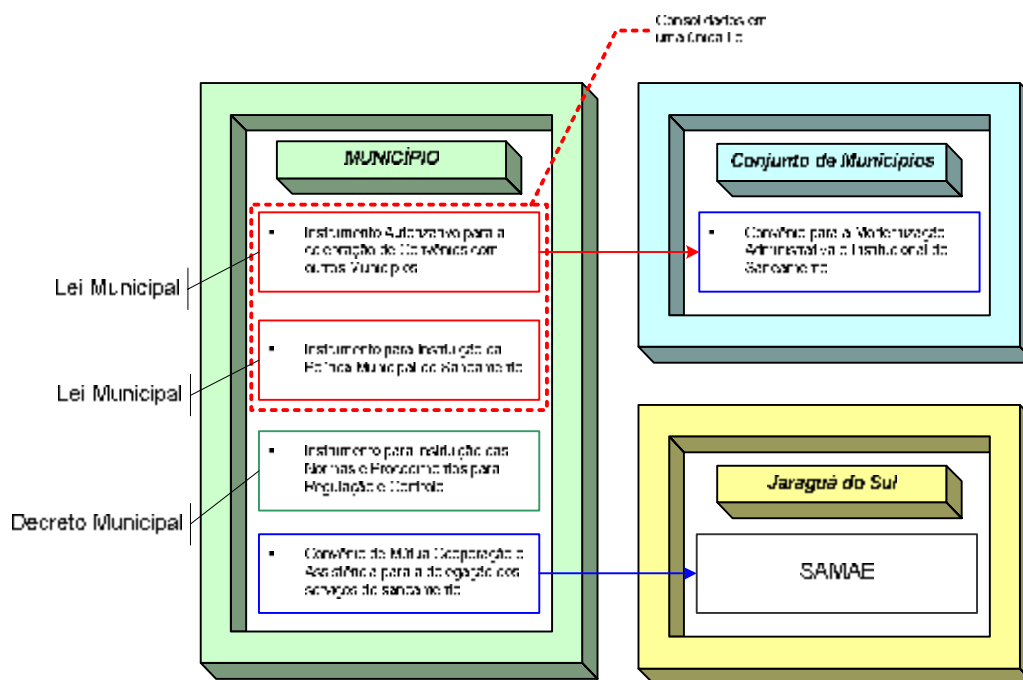 Consolidados em
uma única Le
MUNICÍPIO
Conjunto de Municípios
Instrumento Autorizativo para a
celebração de Convênios com
outros Municípios
Convênio para a Modernização
Administrativa e Institucional do
Saneamento
Lei Municipal
Instrumento para Instituição da
Política Municipal de Saneamento
Lei Municipal
Instrumento para Instituição das
Normas e Procedimentos para
Regulação e Controle
Jaraguá do Sul
Decreto Municipal
Convênio de Mútua Cooperação e
Assistência para a delegação dos
serviços de saneamento
SAMAE